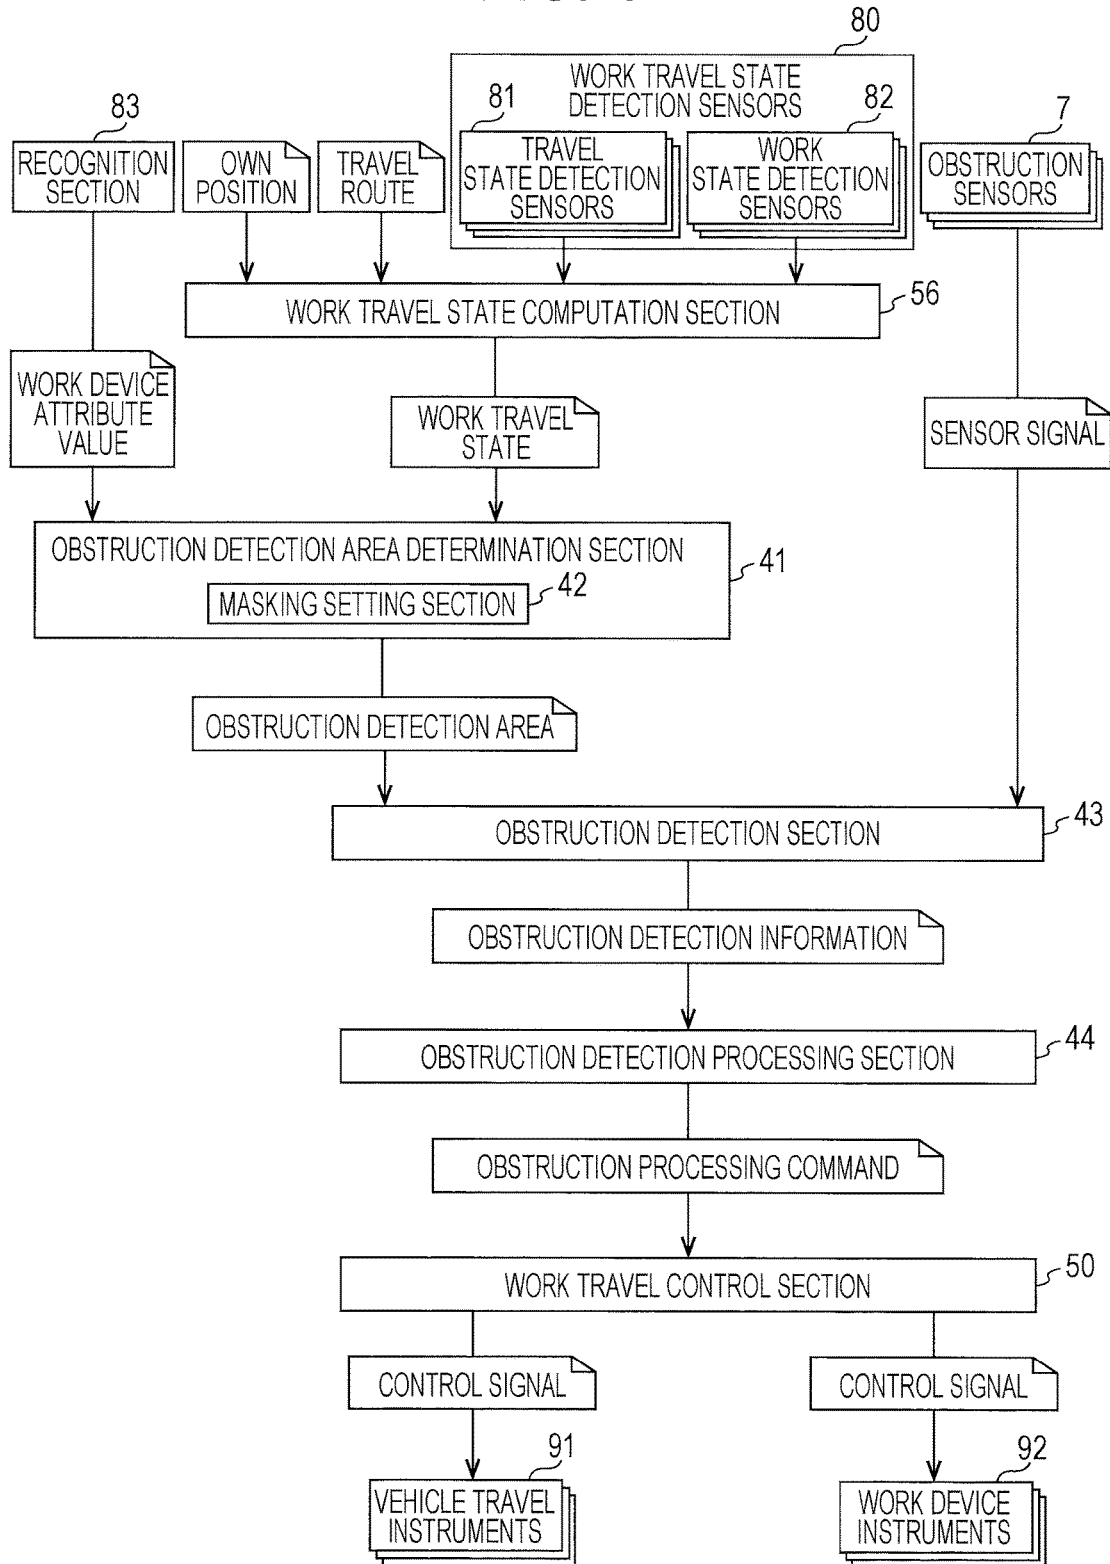 80
WORK TRAVEL STATE
DETECTION SENSORS
83
81
82
7
RECOGNITION
SECTION
OWN
POSITION
TRAVEL
ROUTE
TRAVEL
STATE DETECTION
SENSORS
WORK
STATE DETECTION
SENSORS
OBSTRUCTION
SENSORS
56
WORK TRAVEL STATE COMPUTATION SECTION
WORK DEVICE
ATTRIBUTE
VALUE
WORK TRAVEL
STATE
SENSOR SIGNAL
OBSTRUCTION DETECTION AREA DETERMINATION SECTION
41
42
MASKING SETTING SECTION
OBSTRUCTION DETECTION AREA
43
OBSTRUCTION DETECTION SECTION
OBSTRUCTION DETECTION INFORMATION
44
OBSTRUCTION DETECTION PROCESSING SECTION
OBSTRUCTION PROCESSING COMMAND
50
WORK TRAVEL CONTROL SECTION
CONTROL SIGNAL
CONTROL SIGNAL
91
92
VEHICLE TRAVEL
INSTRUMENTS
WORK DEVICE
INSTRUMENTS